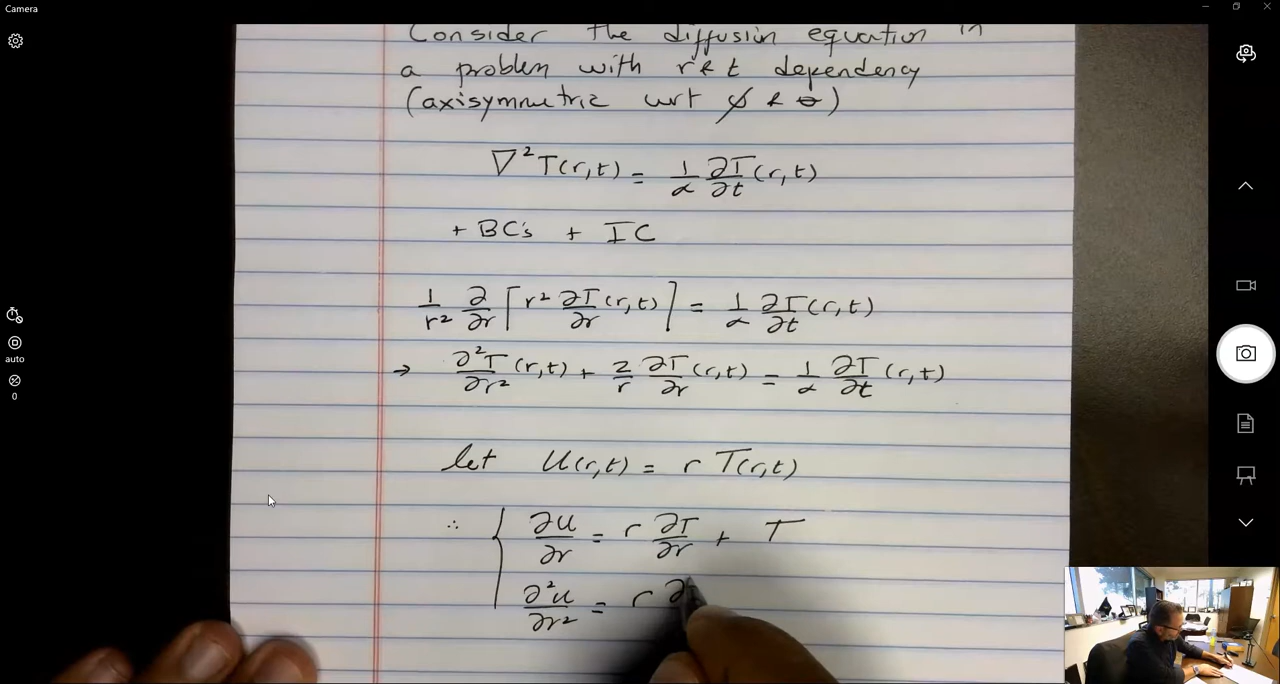 Camera
Consider the diffusion equation in
a problem with r & t dependency
(axisymmetric wrt ϕ & θ)
∇²T(r,t) = 1/α ∂T/∂t (r,t)
+ BC's + IC
1/r² ∂/∂r [r² ∂T/∂r (r,t)] = 1/α ∂T/∂t (r,t)
→ ∂²T/∂r² (r,t) + 2/r ∂T/∂r (r,t) = 1/α ∂T/∂t (r,t)
let U(r,t) = r T(r,t)
∴ { ∂U/∂r = r ∂T/∂r + T
∂²U/∂r² = r ∂
auto
0